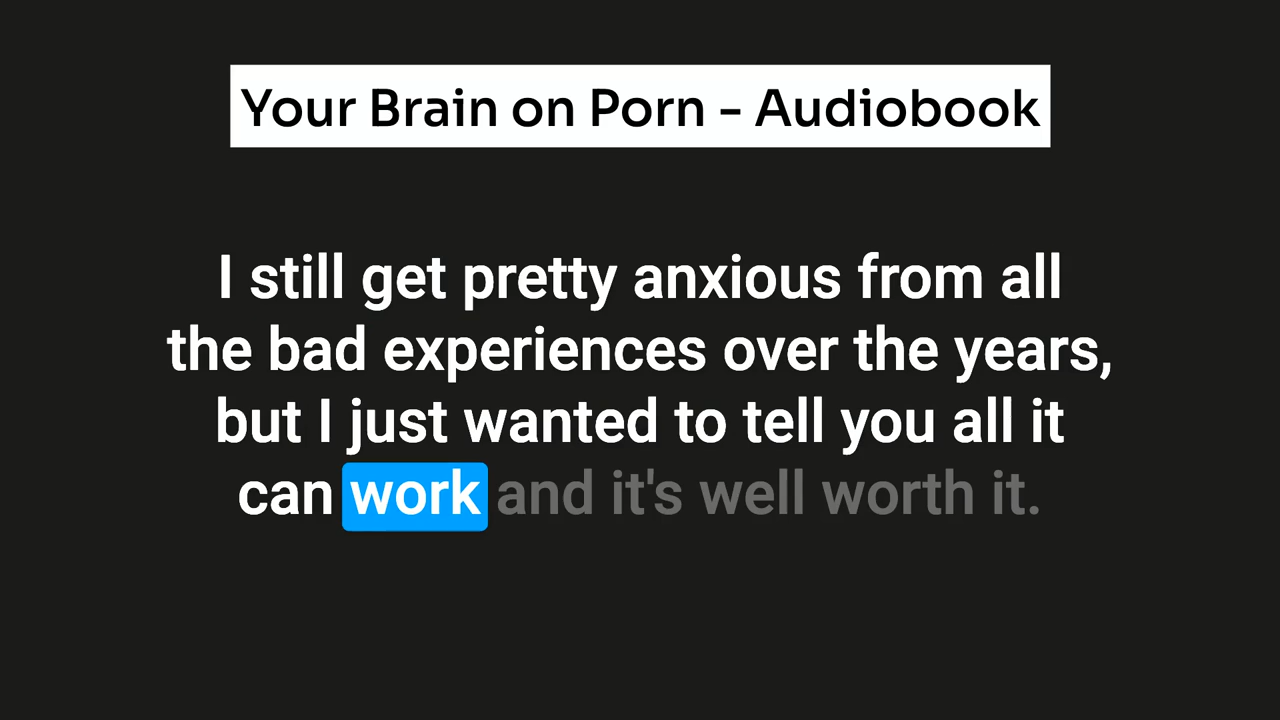 Your Brain on Porn - Audiobook
I still get pretty anxious from all
the bad experiences over the years,
but I just wanted to tell you all it
can work and it's well worth it.